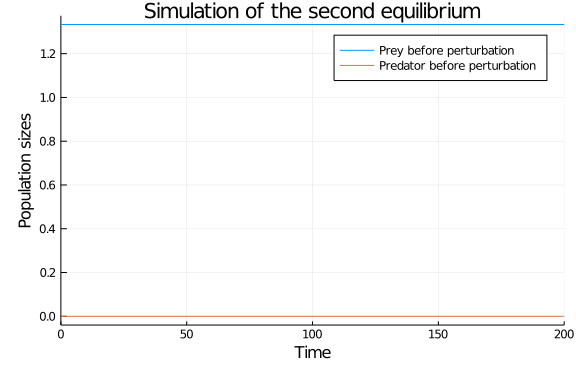 Simulation of the second equilibrium
Prey before perturbation
Predator before perturbation
Population sizes
1.2
1.0
0.8
0.6
0.4
0.2
0.0
0 50 100 150 200
Time